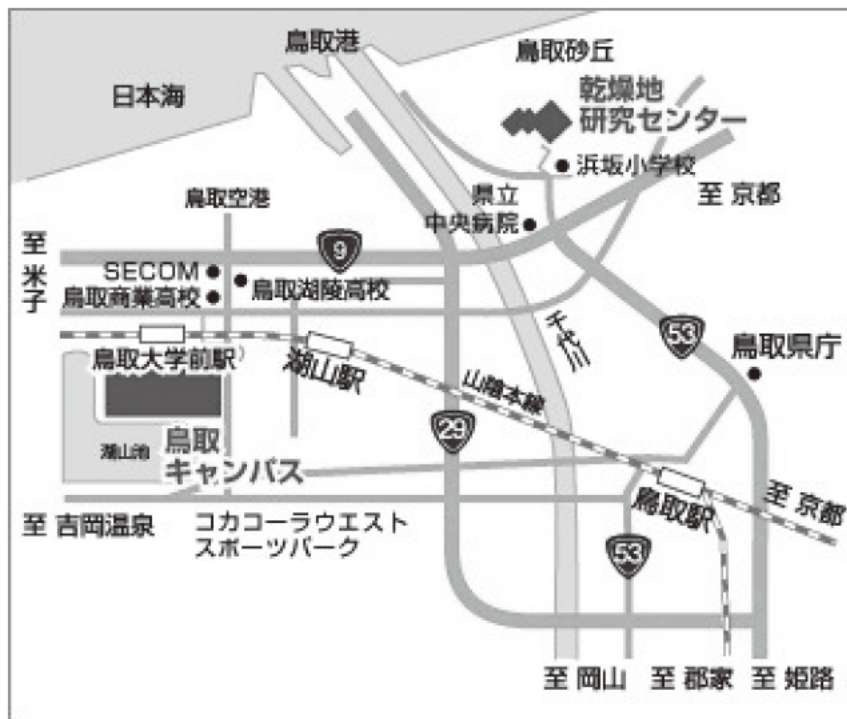 鳥取港
鳥取砂丘
日本海
乾燥地
研究センター
浜坂小学校
鳥取空港
県立
中央病院
至 京都
至 米子
9
SECOM
鳥取商業高校
鳥取湖陵高校
千代川
53
鳥取県庁
鳥取大学前駅）
湖山駅
山陰本線
29
湖山池
鳥取
キャンパス
鳥取駅
至 京都
至 吉岡温泉
コカコーラウエスト
スポーツパーク
53
至 岡山
至 郡家
至 姫路